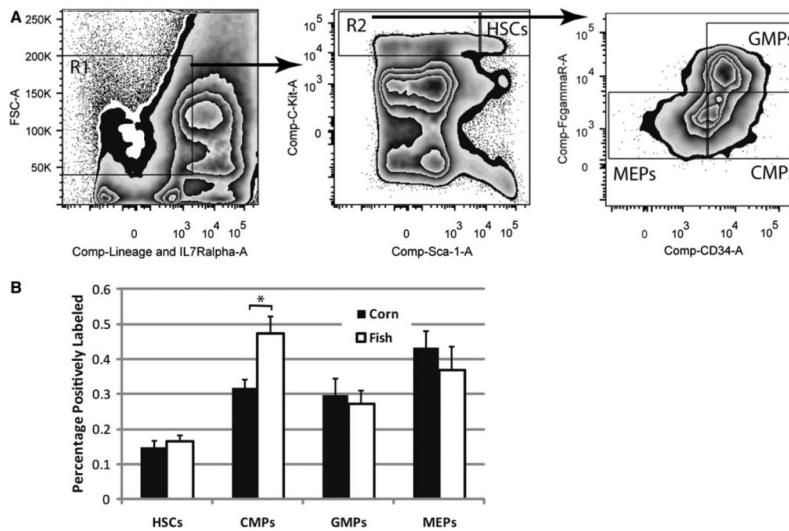 A
250K
200K
150K
100K
50K
FSC-A
R1
0
10³
10⁴
10⁵
Comp-Lineage and IL7Ralpha-A
10⁵
10⁴
10³
0
Comp-C-Kit-A
R2
HSCs
0
10³
10⁴
10⁵
Comp-Sca-1-A
10⁵
10⁴
10³
0
Comp-FcgammaR-A
GMPs
MEPs
CMPs
0
10³
10⁴
10⁵
Comp-CD34-A
B
Percentage Positively Labeled
0.6
0.5
0.4
0.3
0.2
0.1
0
*
Corn
Fish
HSCs
CMPs
GMPs
MEPs